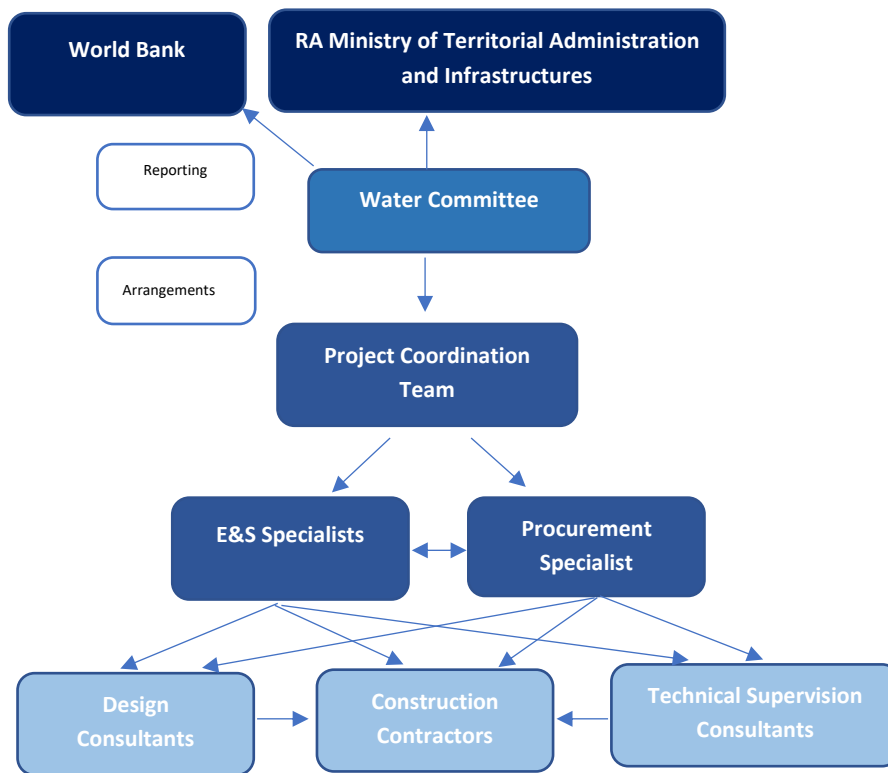 World Bank
RA Ministry of Territorial Administration
and Infrastructures
Reporting
Water Committee
Arrangements
Project Coordination
Team
E&S Specialists
Procurement
Specialist
Design
Consultants
Construction
Contractors
Technical Supervision
Consultants